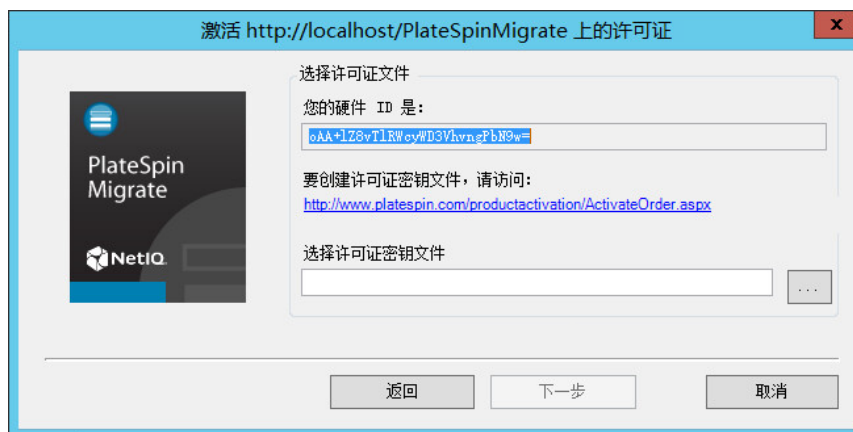 激活 http://localhost/PlateSpinMigrate 上的许可证
x
选择许可证文件
您的硬件 ID 是：
oAA+lZ8vTlRWcyWD3VhvngPbN9w=
PlateSpin
Migrate
要创建许可证密钥文件，请访问：
http://www.platespin.com/productactivation/ActivateOrder.aspx
NetIQ
选择许可证密钥文件
...
返回
下一步
取消